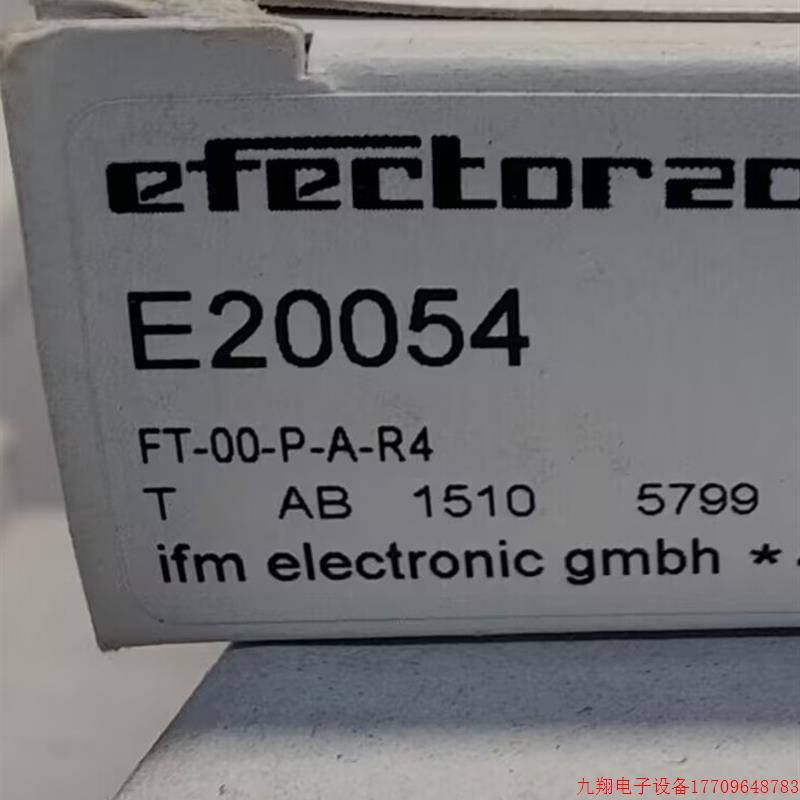 efector20
E20054
FT-00-P-A-R4
T AB 1510 5799
ifm electronic gmbh *
九翔电子设备17709648783